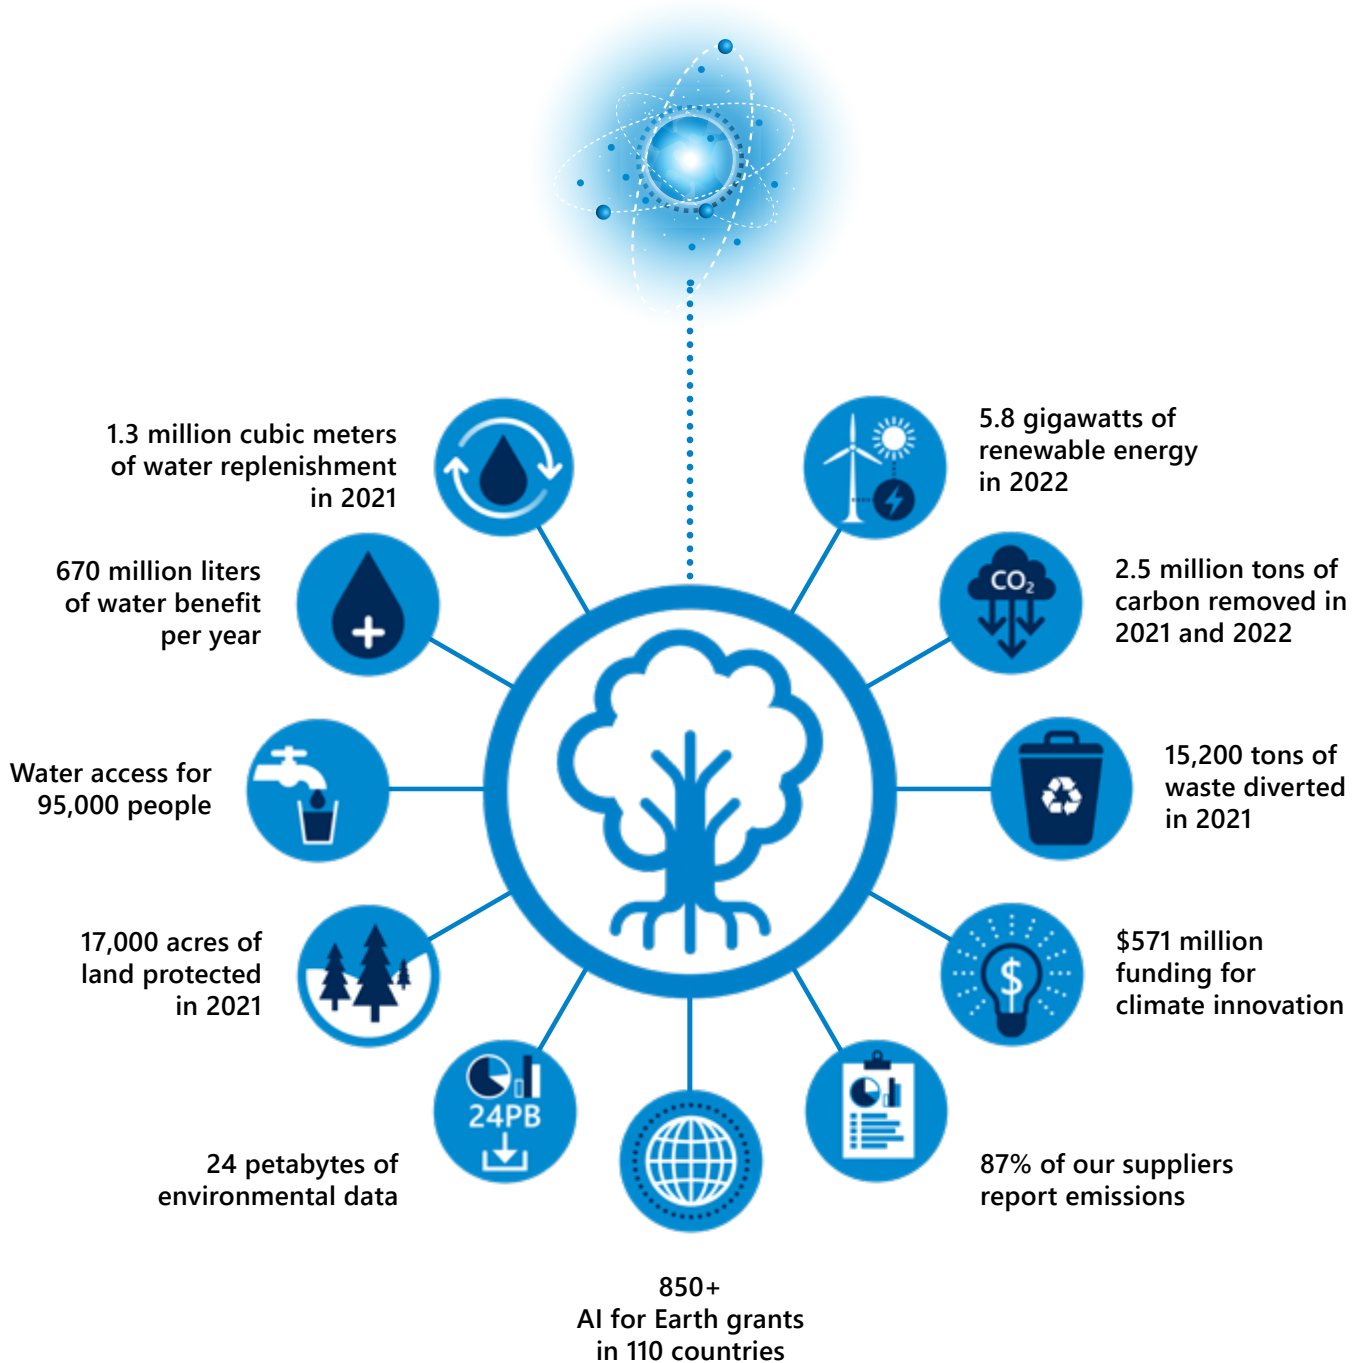 1.3 million cubic meters
of water replenishment
in 2021
5.8 gigawatts of
renewable energy
in 2022
670 million liters
of water benefit
per year
CO₂
2.5 million tons of
carbon removed in
2021 and 2022
Water access for
95,000 people
15,200 tons of
waste diverted
in 2021
17,000 acres of
land protected
in 2021
$
$571 million
funding for
climate innovation
24PB
24 petabytes of
environmental data
87% of our suppliers
report emissions
850+
AI for Earth grants
in 110 countries